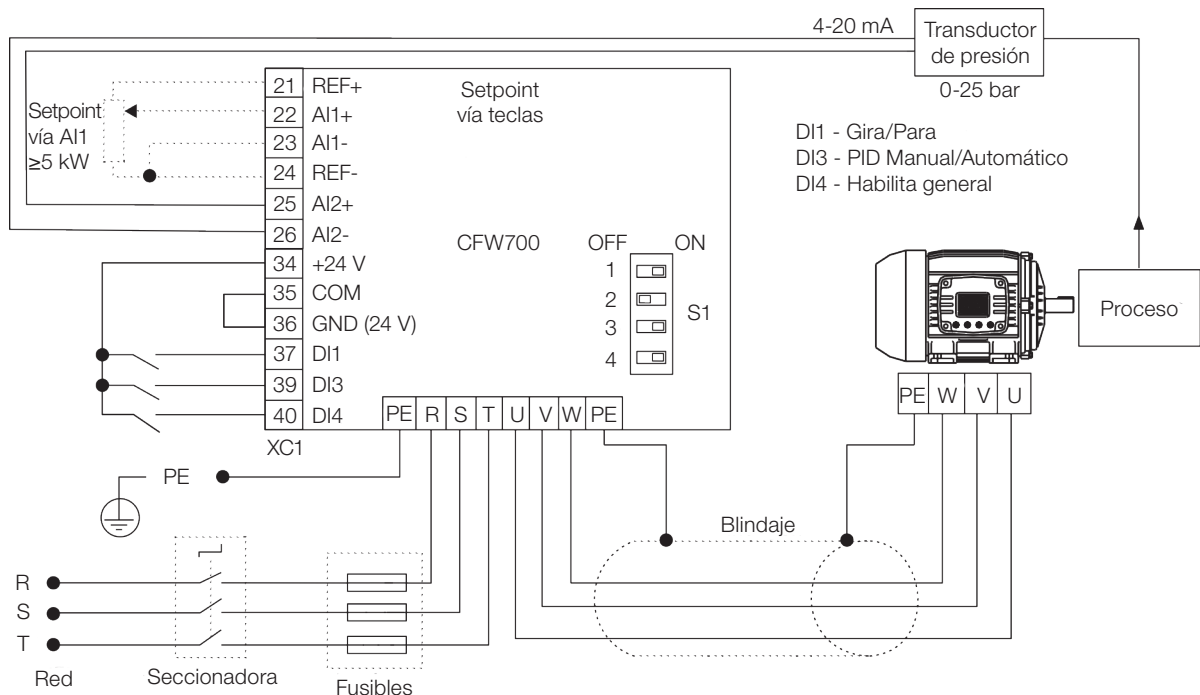 4-20 mA
Transductor
de presión
0-25 bar
Setpoint
vía AI1
≥5 kW
21 REF+
22 AI1+
23 AI1-
24 REF-
25 AI2+
26 AI2-
34 +24 V
35 COM
36 GND (24 V)
37 DI1
39 DI3
40 DI4
XC1
Setpoint
vía teclas
CFW700
OFF ON
1
2
3
4
S1
DI1 - Gira/Para
DI3 - PID Manual/Automático
DI4 - Habilita general
Proceso
PE R S T U V W PE
PE W V U
PE
Blindaje
R
S
T
Red
Seccionadora
Fusibles